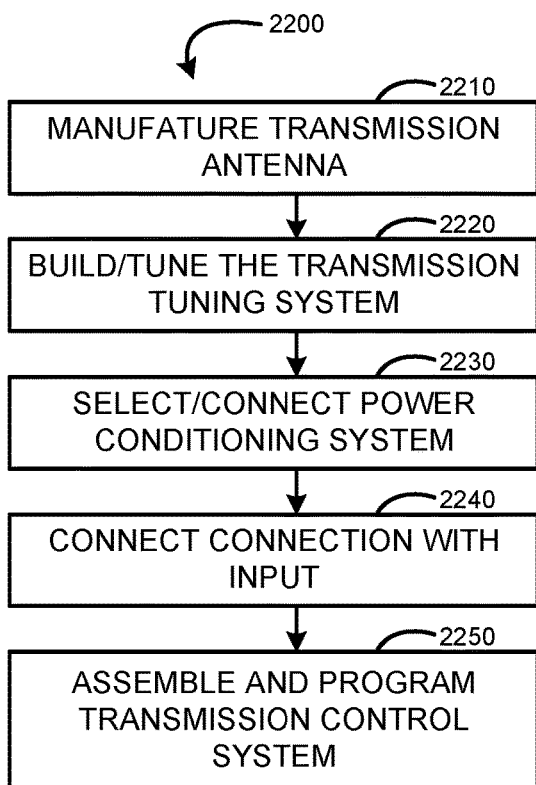 2200
2210
MANUFATURE TRANSMISSION
ANTENNA
2220
BUILD/TUNE THE TRANSMISSION
TUNING SYSTEM
2230
SELECT/CONNECT POWER
CONDITIONING SYSTEM
2240
CONNECT CONNECTION WITH
INPUT
2250
ASSEMBLE AND PROGRAM
TRANSMISSION CONTROL
SYSTEM